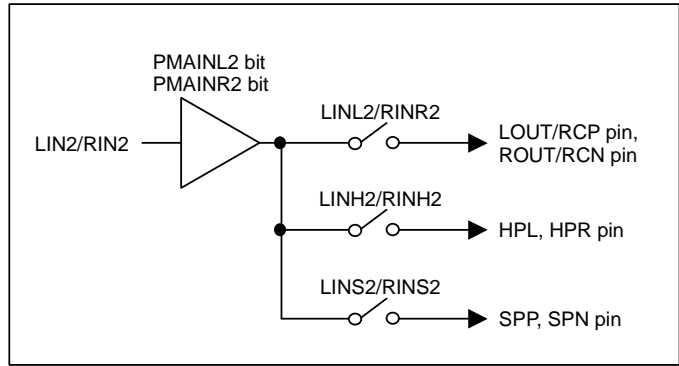 PMAINL2 bit
PMAINR2 bit
LIN2/RIN2
LINL2/RINR2
LOUT/RCP pin,
ROUT/RCN pin
LINH2/RINH2
HPL, HPR pin
LINS2/RINS2
SPP, SPN pin